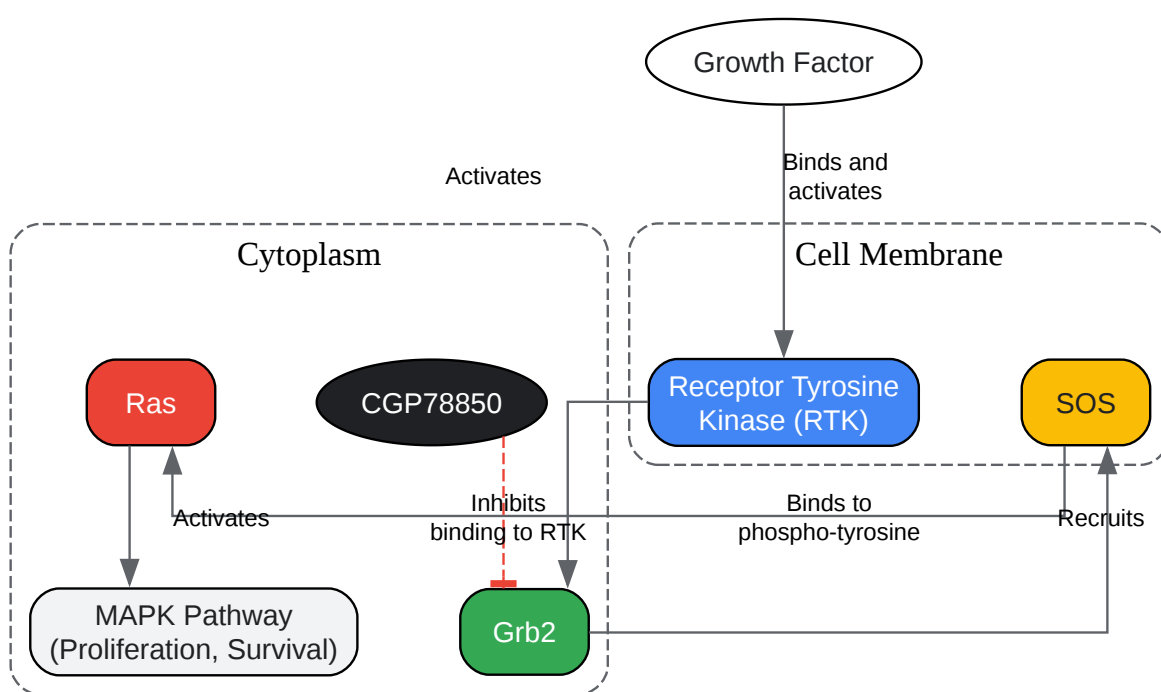 Growth Factor
Activates
Binds and
activates
Cytoplasm
Cell Membrane
Ras
CGP78850
Receptor Tyrosine
Kinase (RTK)
SOS
Activates
Inhibits
binding to RTK
Binds to
phospho-tyrosine
Recruits
MAPK Pathway
(Proliferation, Survival)
Grb2